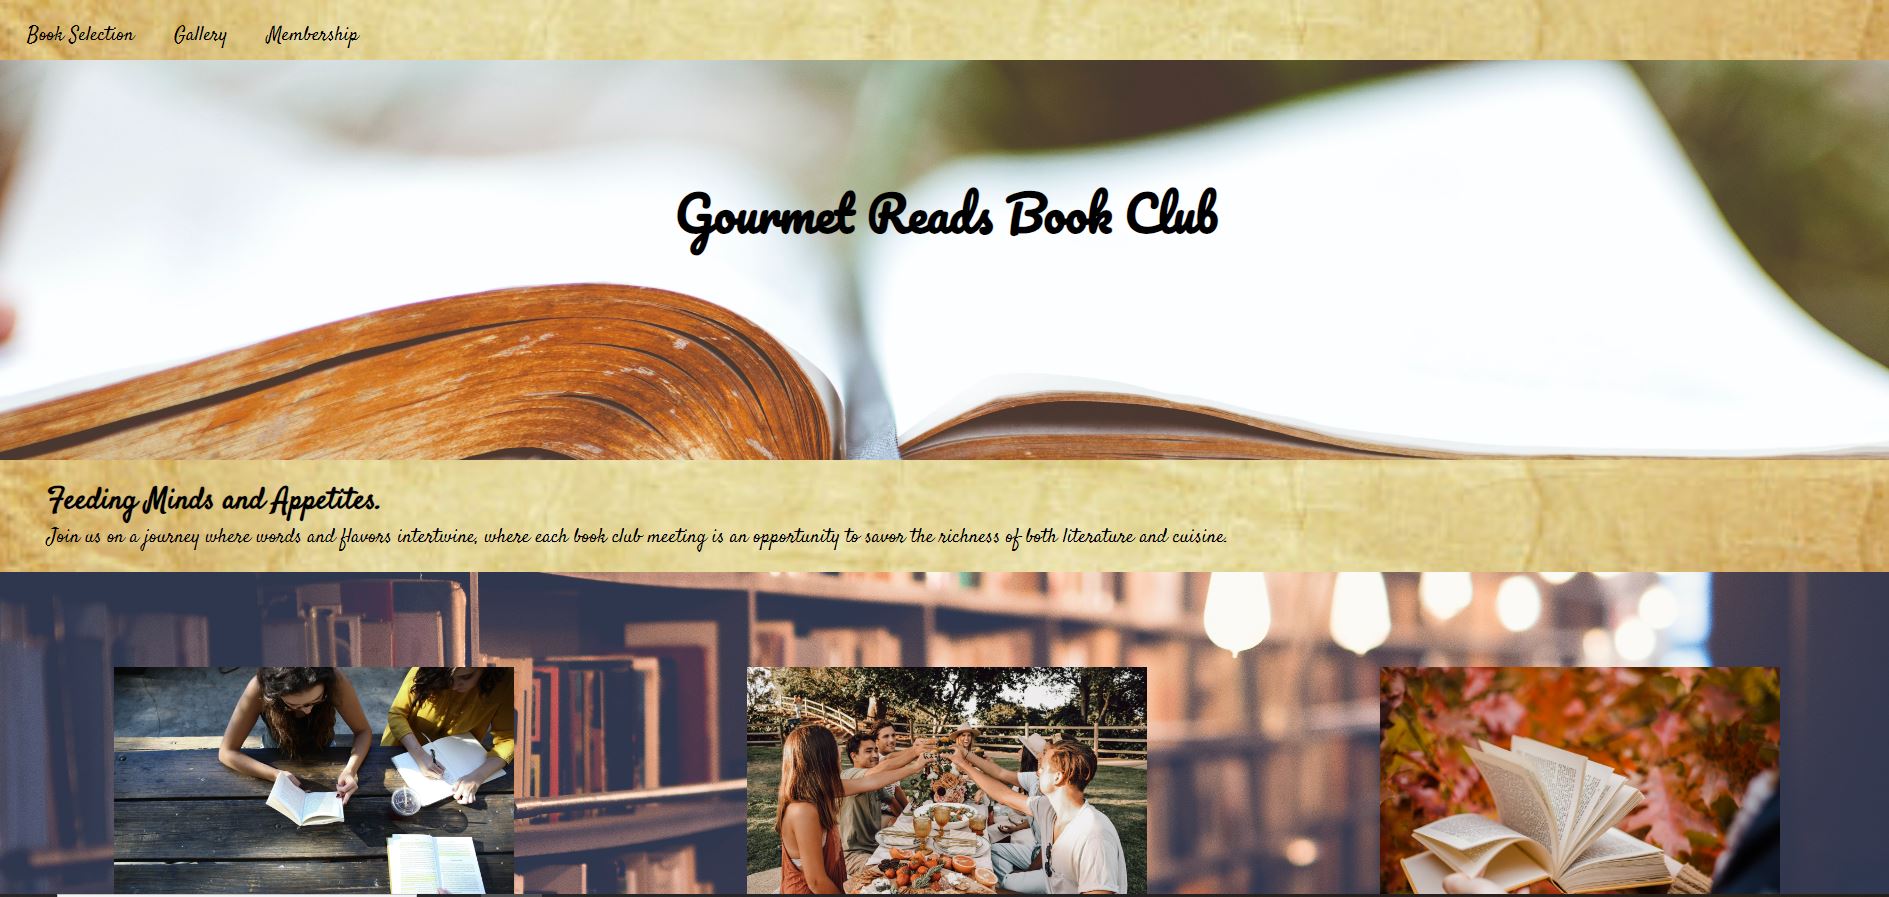 Book Selection Gallery Membership
Gourmet Reads Book Club
Feeding Minds and Appetites.
Join us on a journey where words and flavors intertwine, where each book club meeting is an opportunity to savor the richness of both literature and cuisine.